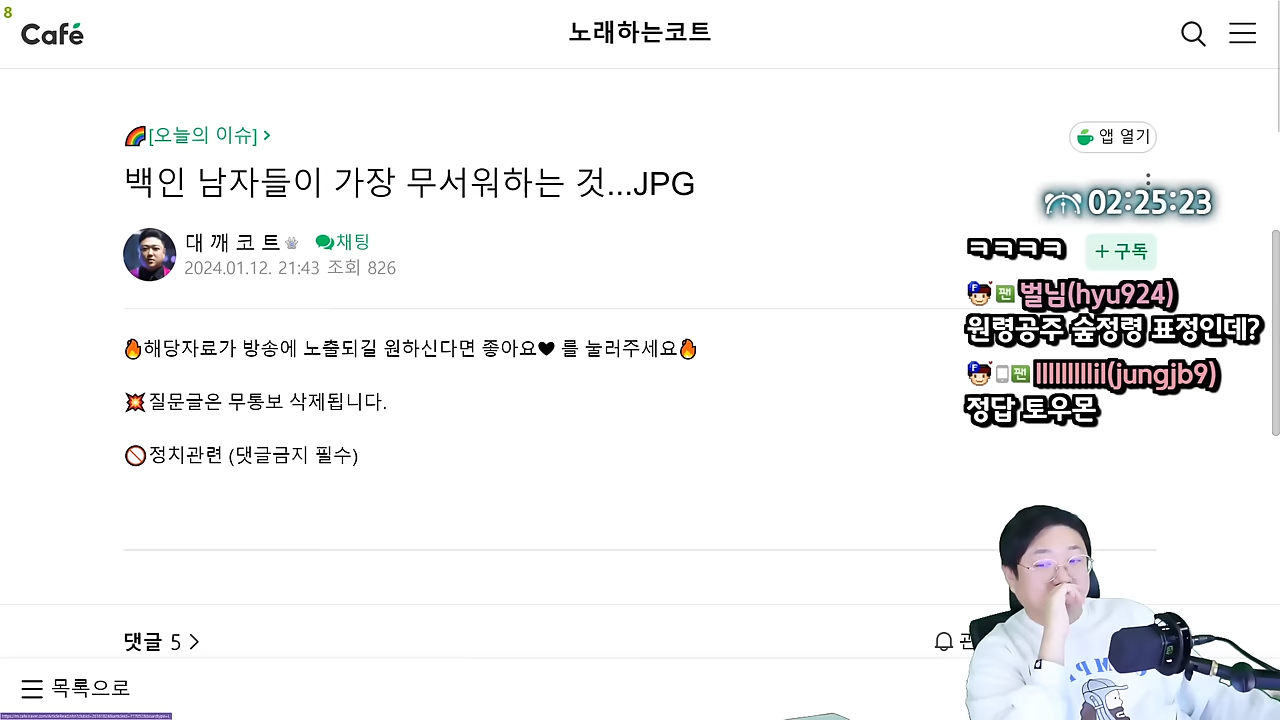 8
Café
노래하는코트
[오늘의 이슈]
앱 열기
백인 남자들이 가장 무서워하는 것...JPG
02:25:23
대 깨 코 트
채팅
2024.01.12. 21:43 조회 826
ㅋㅋㅋㅋ
+ 구독
벌님(hyu924)
원령공주 숲정령 표정인데?
해당자료가 방송에 노출되길 원하신다면 좋아요🖤 를 눌러주세요
정답 토우몬
질문글은 무통보 삭제됩니다.
정치관련 (댓글금지 필수)
댓글 5
목록으로